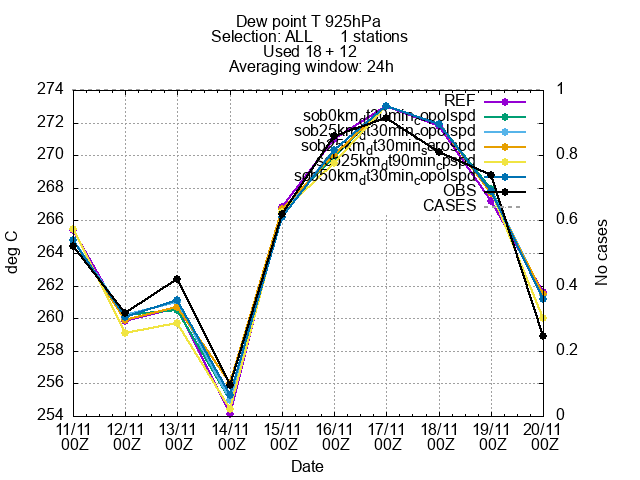 Dew point T 925hPa
Selection: ALL 1 stations
Used 18 + 12
Averaging window: 24h
274
272
270
268
266
264
262
260
258
256
254
1
0.8
0.6
0.4
0.2
0
deg C
No cases
REF
sob25km_dt30min_copolspd
sob50km_dt30min_copolspd
OBS
CASES
11/11 12/11 13/11 14/11 15/11 16/11 17/11 18/11 19/11 20/11
00Z 00Z 00Z 00Z 00Z 00Z 00Z 00Z 00Z 00Z
Date